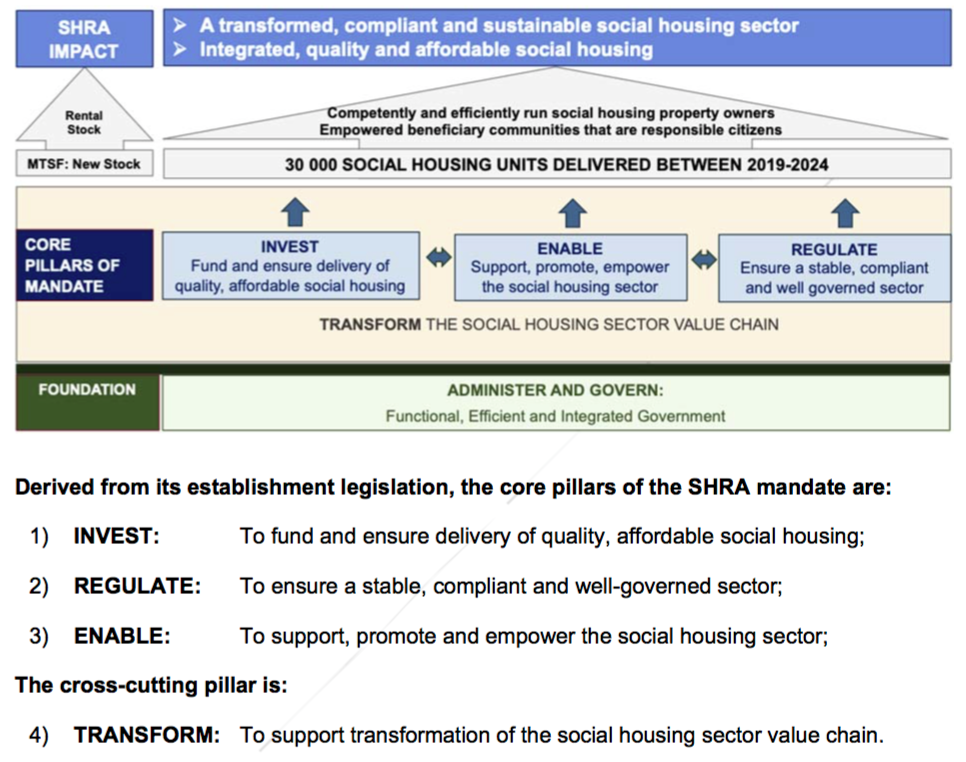 SHRA
IMPACT
➢ A transformed, compliant and sustainable social housing sector
➢ Integrated, quality and affordable social housing
Rental
Stock
Competently and efficiently run social housing property owners
Empowered beneficiary communities that are responsible citizens
MTSF: New Stock
30 000 SOCIAL HOUSING UNITS DELIVERED BETWEEN 2019-2024
CORE
PILLARS OF
MANDATE
INVEST
Fund and ensure delivery of
quality, affordable social housing
ENABLE
Support, promote, empower
the social housing sector
REGULATE
Ensure a stable, compliant
and well governed sector
TRANSFORM THE SOCIAL HOUSING SECTOR VALUE CHAIN
FOUNDATION
ADMINISTER AND GOVERN:
Functional, Efficient and Integrated Government
Derived from its establishment legislation, the core pillars of the SHRA mandate are:
1) INVEST: To fund and ensure delivery of quality, affordable social housing;
2) REGULATE: To ensure a stable, compliant and well-governed sector;
3) ENABLE: To support, promote and empower the social housing sector;
The cross-cutting pillar is:
4) TRANSFORM: To support transformation of the social housing sector value chain.